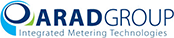 ARADGROUP
Integrated Metering Technologies